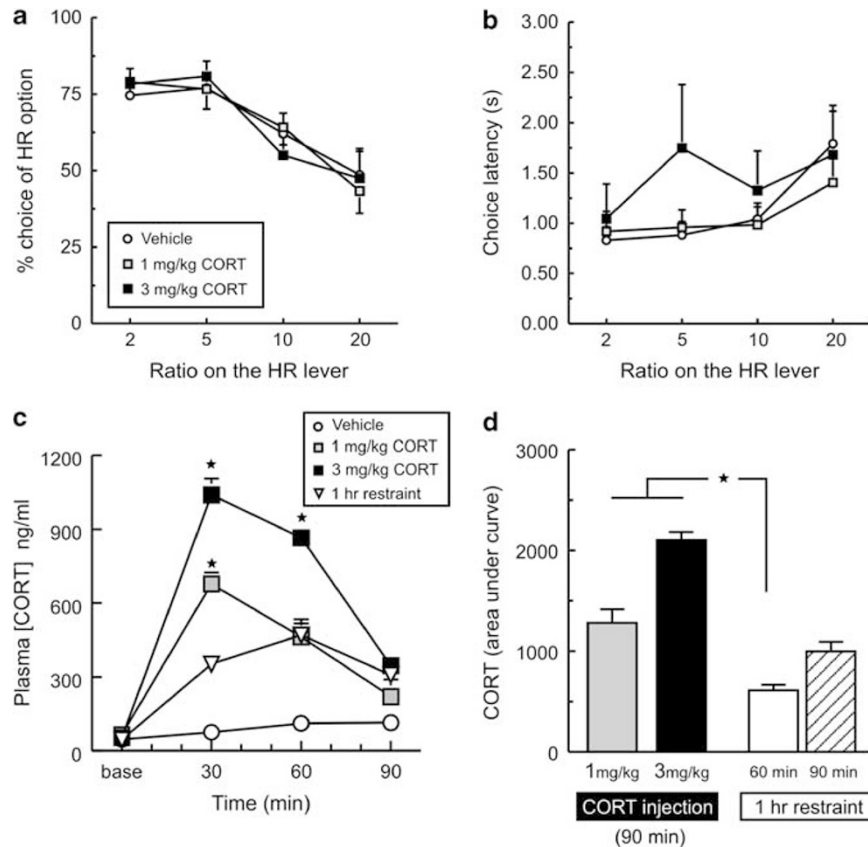 a
% choice of HR option
100
75
50
25
0
Vehicle
1 mg/kg CORT
3 mg/kg CORT
2 5 10 20
Ratio on the HR lever
b
Choice latency (s)
3.00
2.50
2.00
1.50
1.00
0.50
0.00
2 5 10 20
Ratio on the HR lever
c
Plasma [CORT] ng/ml
1200
900
600
300
0
Vehicle
1 mg/kg CORT
3 mg/kg CORT
1 hr restraint
base 30 60 90
Time (min)
d
CORT (area under curve)
3000
2000
1000
0
1mg/kg 3mg/kg 60 min 90 min
CORT injection 1 hr restraint
(90 min)